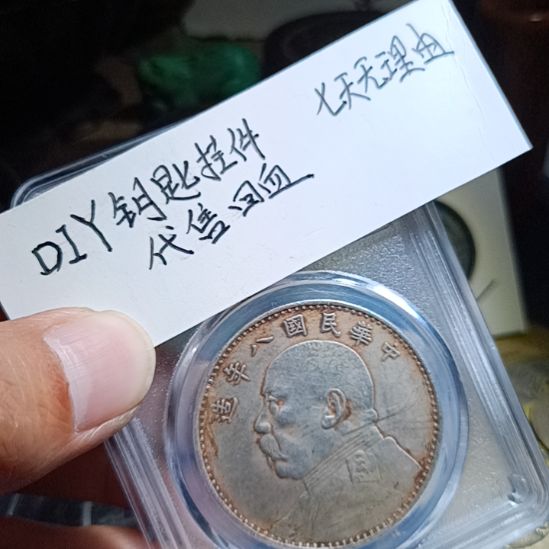 七天无理由
DIY钥匙挂件
代售回血
中華民國八年造